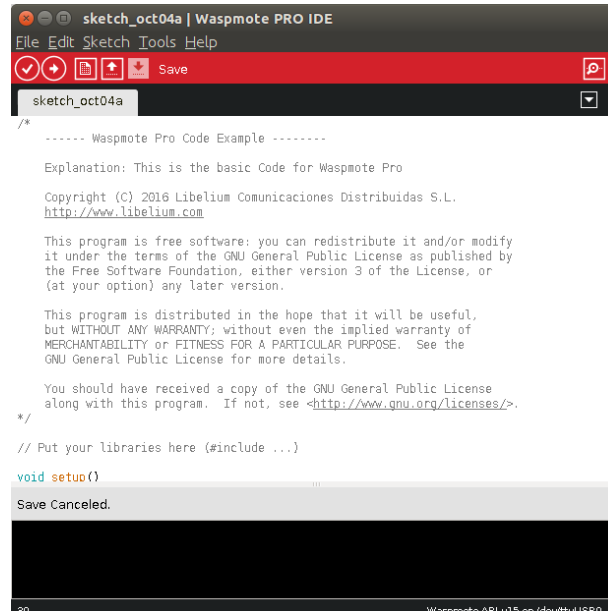 sketch_oct04a | Waspmote PRO IDE
File Edit Sketch Tools Help
Save
sketch_oct04a
/*
------ Waspmote Pro Code Example --------
Explanation: This is the basic Code for Waspmote Pro
Copyright (C) 2016 Libelium Comunicaciones Distribuidas S.L.
http://www.libelium.com
This program is free software: you can redistribute it and/or modify
it under the terms of the GNU General Public License as published by
the Free Software Foundation, either version 3 of the License, or
(at your option) any later version.
This program is distributed in the hope that it will be useful,
but WITHOUT ANY WARRANTY; without even the implied warranty of
MERCHANTABILITY or FITNESS FOR A PARTICULAR PURPOSE.  See the
GNU General Public License for more details.
You should have received a copy of the GNU General Public License
along with this program.  If not, see <http://www.gnu.org/licenses/>.
*/
// Put your libraries here (#include ...)
void setup()
Save Canceled.
on /dev/ttyUSB0